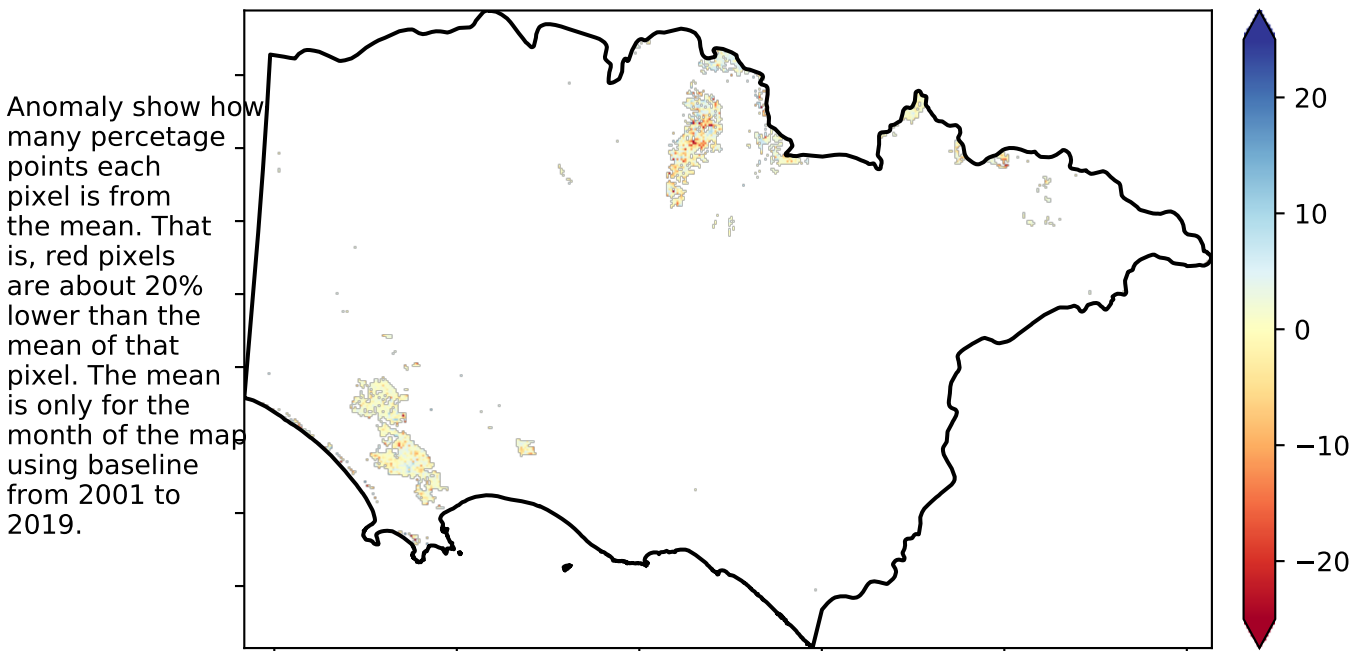 Anomaly show how
many percetage
points each
pixel is from
the mean. That
is, red pixels
are about 20%
lower than the
mean of that
pixel. The mean
is only for the
month of the map
using baseline
from 2001 to
2019.
20
10
0
−10
−20